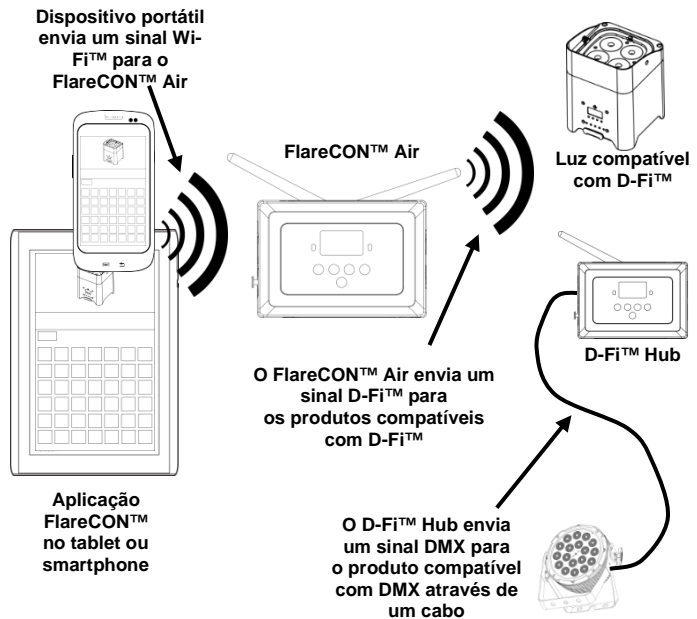 Dispositivo portátil
envia um sinal Wi-
Fi™ para o
FlareCON™ Air
FlareCON™ Air
Luz compatível
com D-Fi™
D-Fi™ Hub
O FlareCON™ Air envia um
sinal D-Fi™ para
os produtos compatíveis
com D-Fi™
Aplicação
FlareCON™
no tablet ou
smartphone
O D-Fi™ Hub envia
um sinal DMX para
o produto compatível
com DMX através de
um cabo